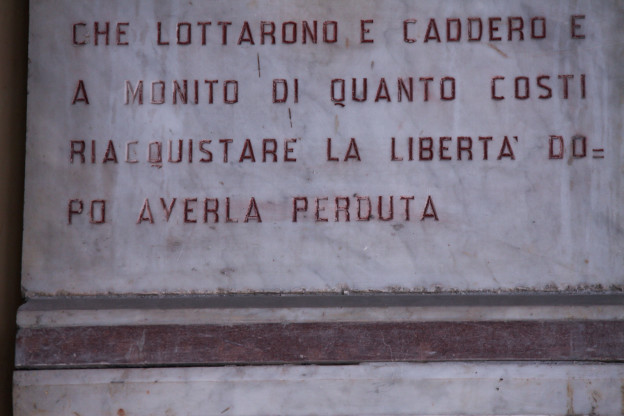 CHE LOTTARONO E CADDERO E
A MONITO DI QUANTO COSTI
RIACQUISTARE LA LIBERTA' DO=
PO AVERLA PERDUTA